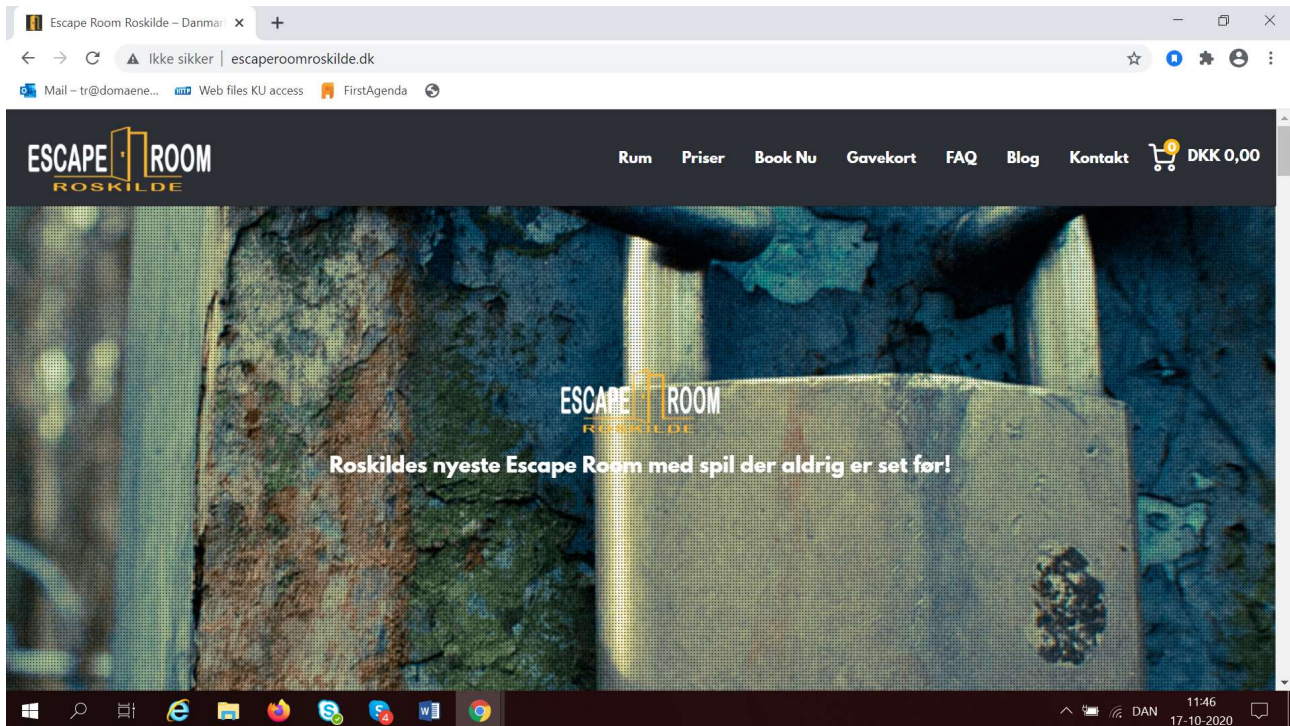 Escape Room Roskilde – Danmar
Ikke sikker | escaperoomroskilde.dk
Mail – tr@domaene... HTTP Web files KU access FirstAgenda
ESCAPE ROOM
ROSKILDE
Rum Priser Book Nu Gavekort FAQ Blog Kontakt 0 DKK 0,00
ESCAPE ROOM
ROSKILDE
Roskildes nyeste Escape Room med spil der aldrig er set før!
DAN 11:46
17-10-2020